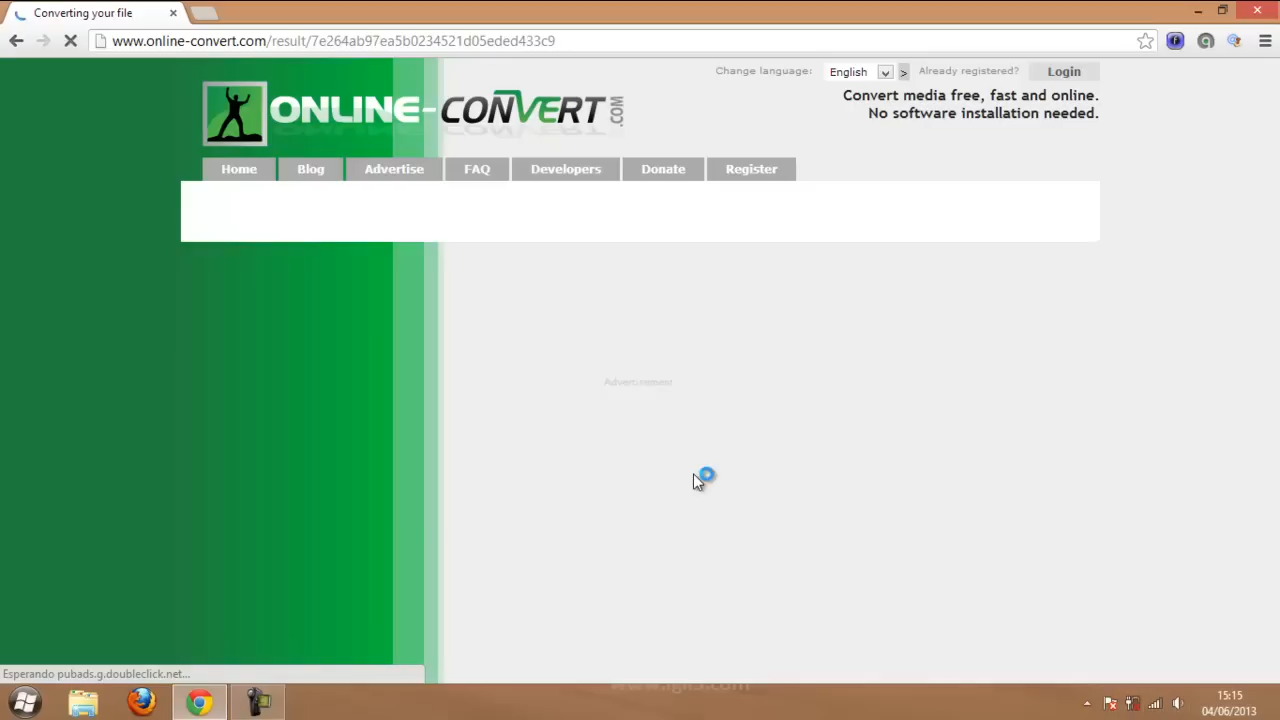 Converting your file
www.online-convert.com/result/7e264ab97ea5b0234521d05eded433c9
Change language: English > Already registered? Login
ONLINE-CONVERT.COM
Convert media free, fast and online.
No software installation needed.
Home Blog Advertise FAQ Developers Donate Register
Advertisement
Esperando pubads.g.doubleclick.net...
15:15
04/06/2013